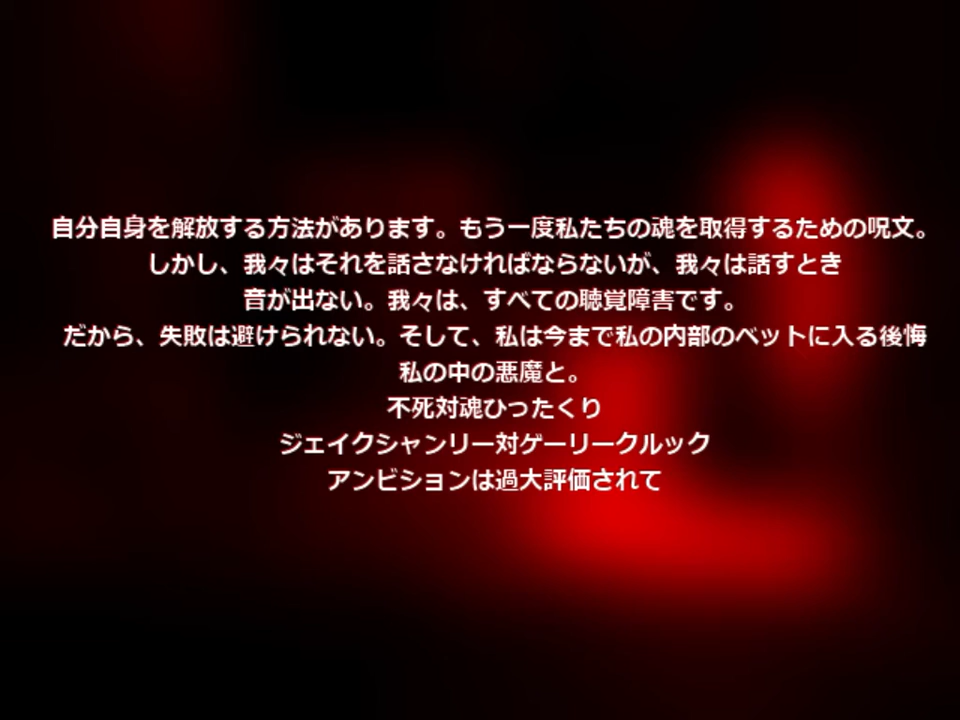 自分自身を解放する方法があります。もう一度私たちの魂を取得するための呪文。
しかし、我々はそれを話さなければならないが、我々は話すとき
音が出ない。我々は、すべての聴覚障害です。
だから、失敗は避けられない。そして、私は今まで私の内部のベットに入る後悔
私の中の悪魔と。
不死対魂ひったくり
ジェイクシャンリー対ゲーリークルック
アンビションは過大評価されて